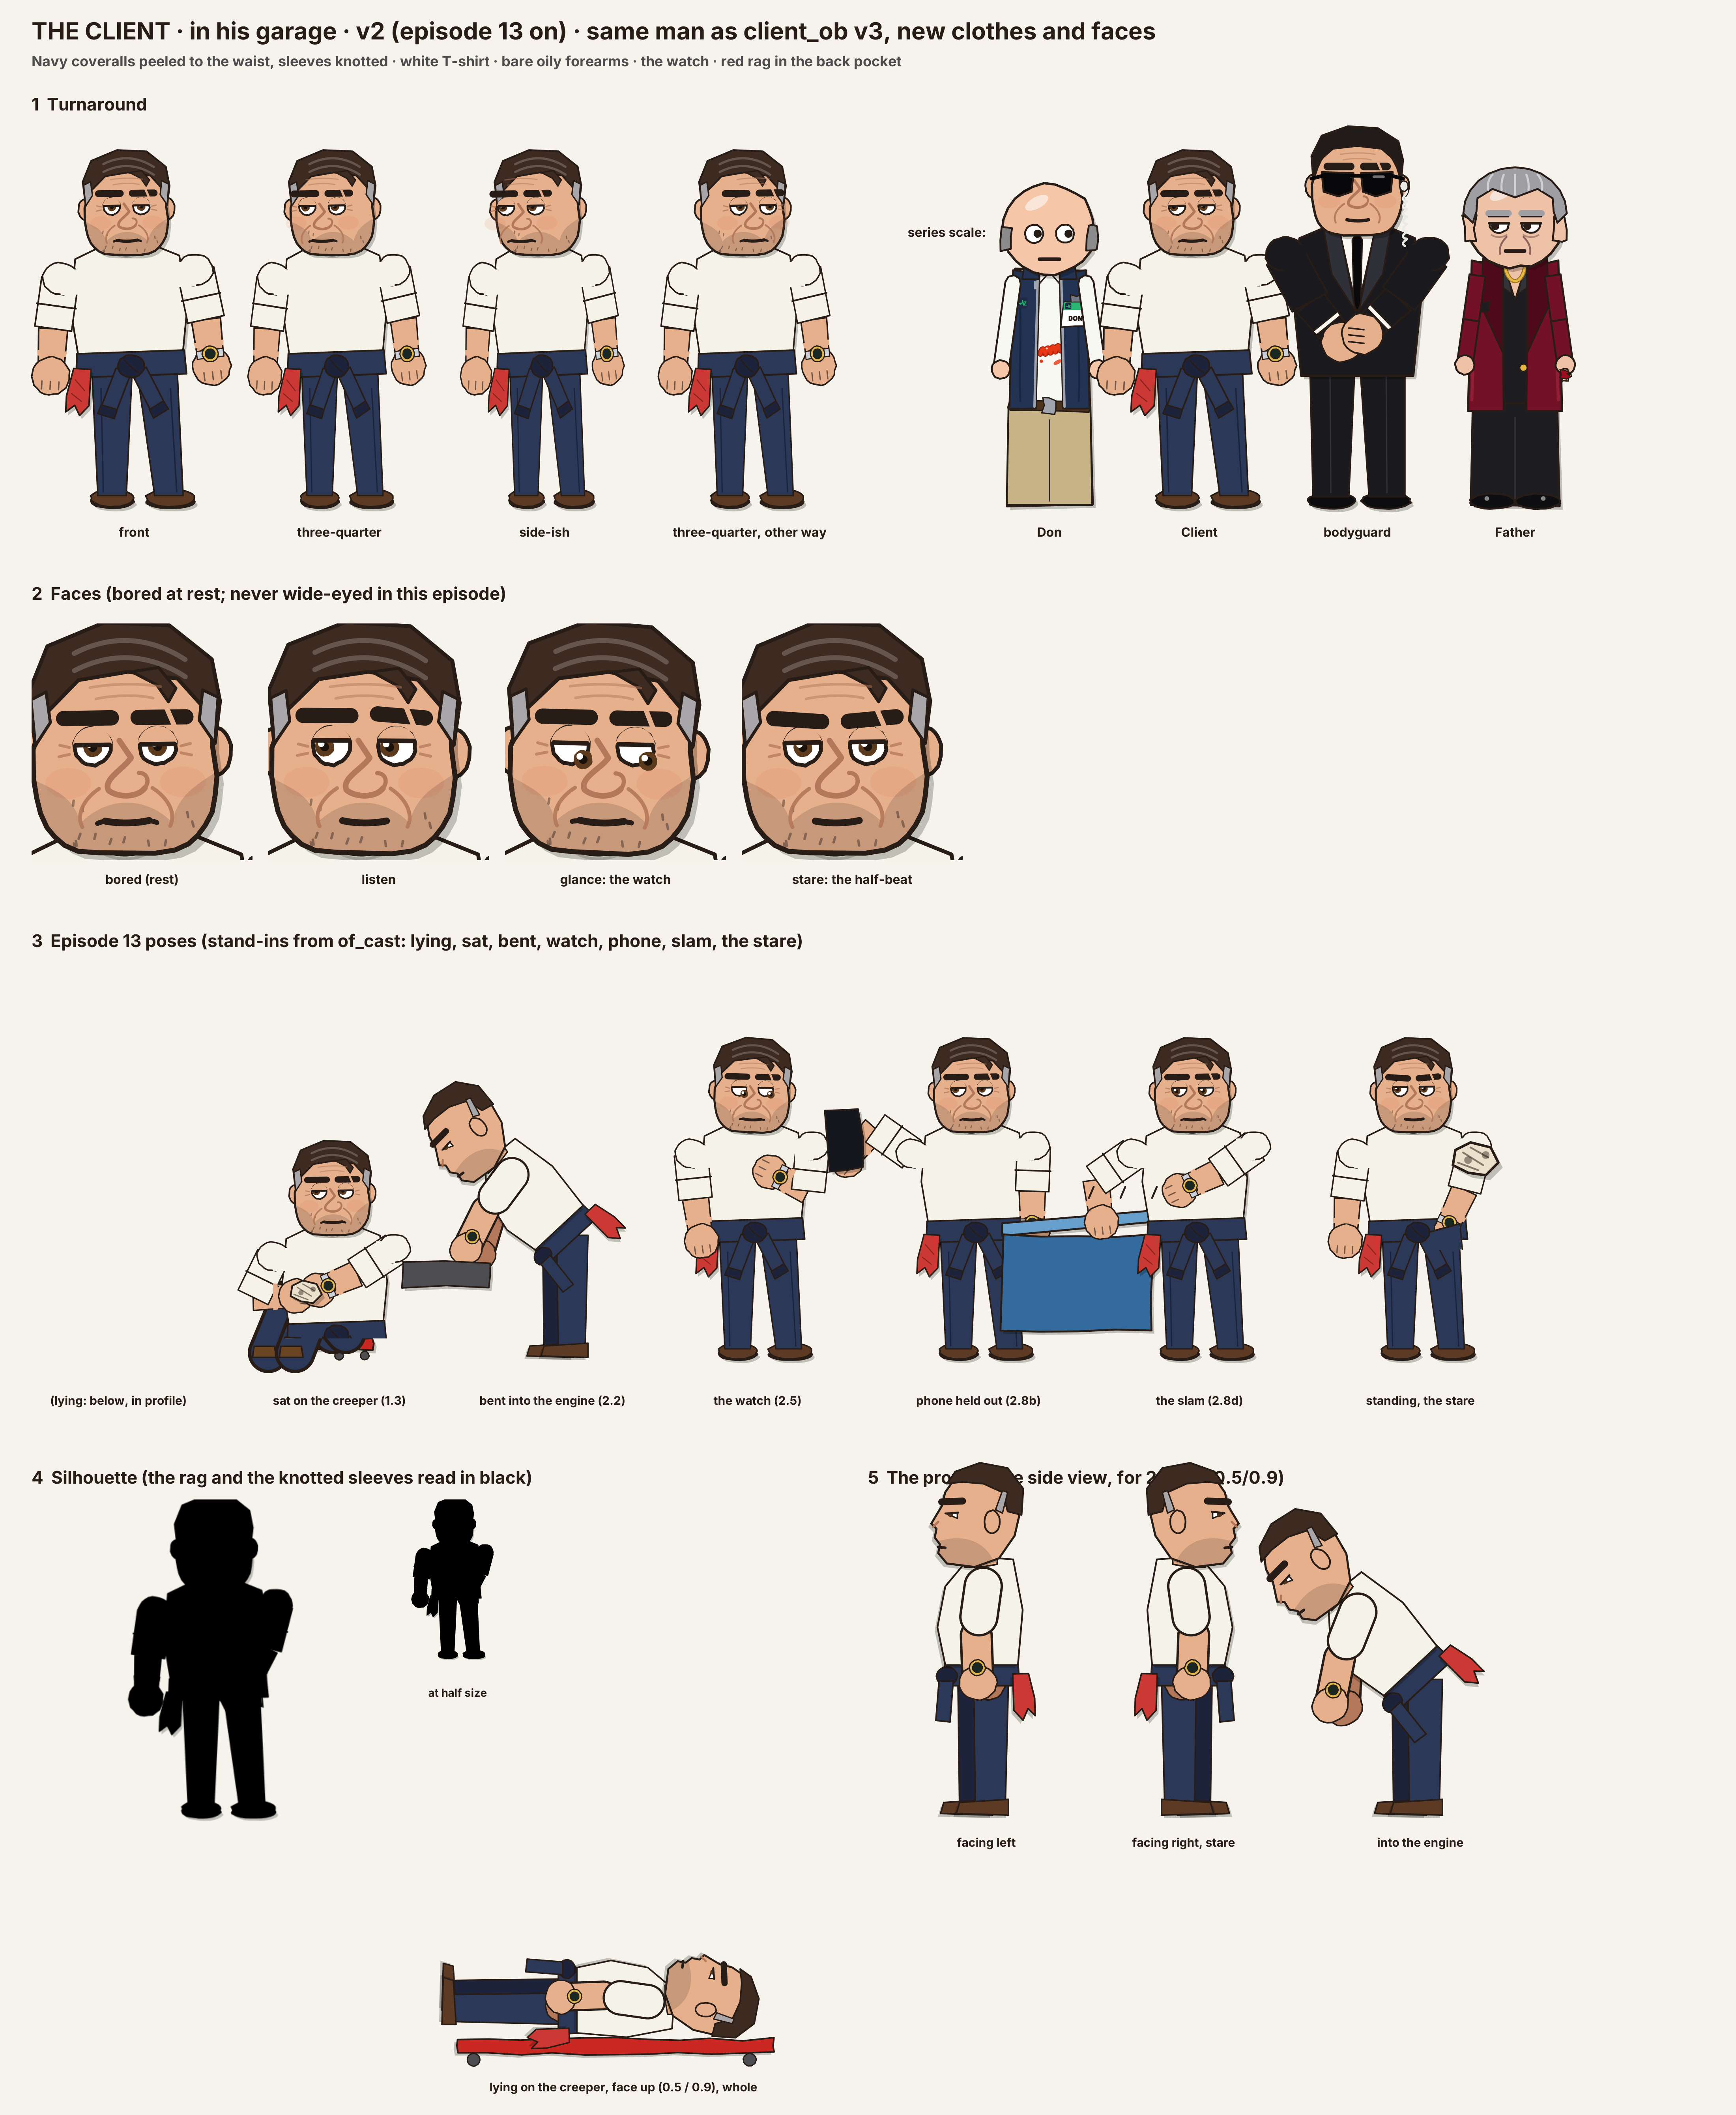 THE CLIENT · in his garage · v2 (episode 13 on) · same man as client_ob v3, new clothes and faces
Navy coveralls peeled to the waist, sleeves knotted · white T-shirt · bare oily forearms · the watch · red rag in the back pocket
1 Turnaround
series scale:
DON
front
three-quarter
side-ish
three-quarter, other way
Don
Client
bodyguard
Father
2 Faces (bored at rest; never wide-eyed in this episode)
bored (rest)
listen
glance: the watch
stare: the half-beat
3 Episode 13 poses (stand-ins from of_cast: lying, sat, bent, watch, phone, slam, the stare)
(lying: below, in profile)
sat on the creeper (1.3)
bent into the engine (2.2)
the watch (2.5)
phone held out (2.8b)
the slam (2.8d)
standing, the stare
4 Silhouette (the rag and the knotted sleeves read in black)
5 The side view, for 0.5/0.9)
at half size
facing left
facing right, stare
into the engine
lying on the creeper, face up (0.5 / 0.9), whole